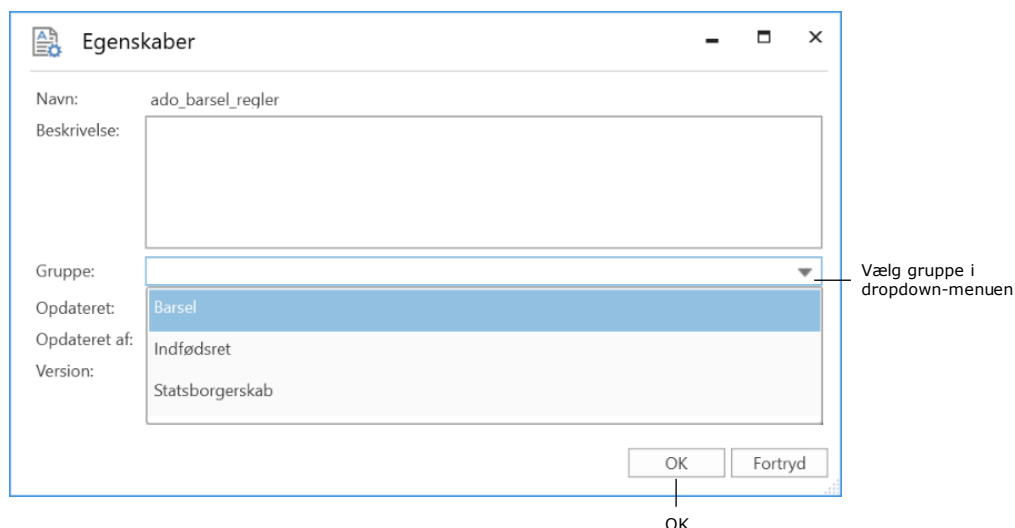 Egenskaber
Navn: ado_barsel_regler
Beskrivelse:
Gruppe:
Vælg gruppe i
dropdown-menuen
Opdateret: Barsel
Opdateret af: Indfødsret
Version:
Statsborgerskab
OK Fortryd
OK